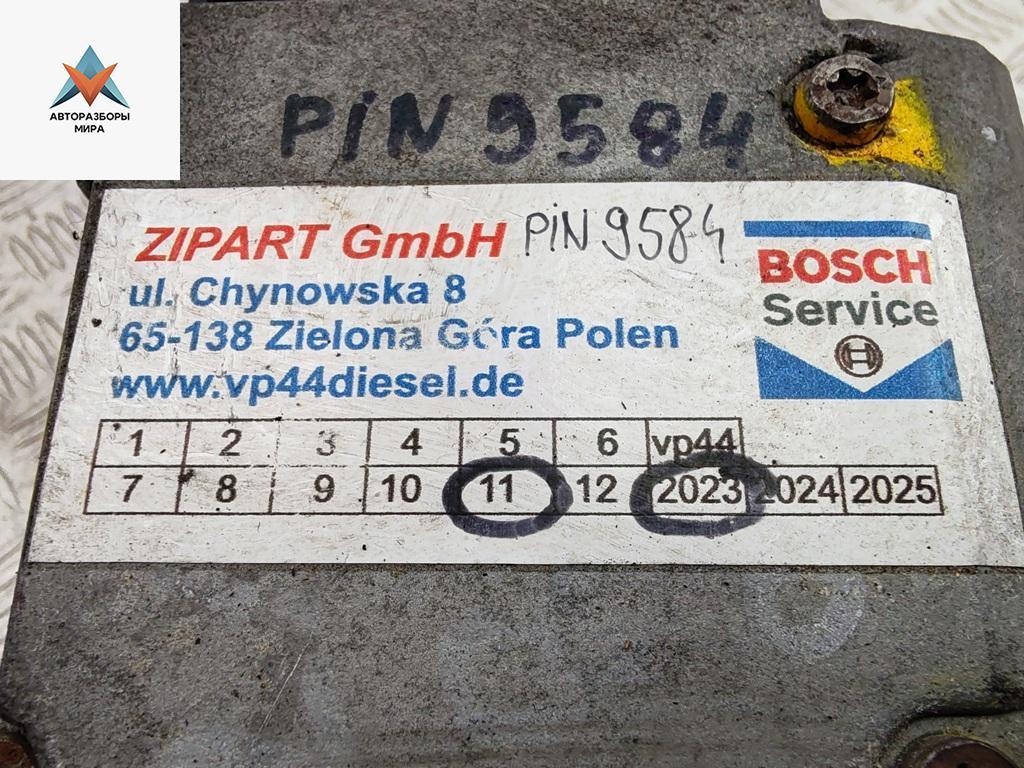 АВТОРАЗБОРЫ
МИРА
PiN 9584
ZIPART GmbH PiN 9584
ul. Chynowska 8
65-138 Zielona Góra Polen
www.vp44diesel.de
BOSCH
Service
1 2 3 4 5 6 vp44
7 8 9 10 11 12 2023 2024 2025